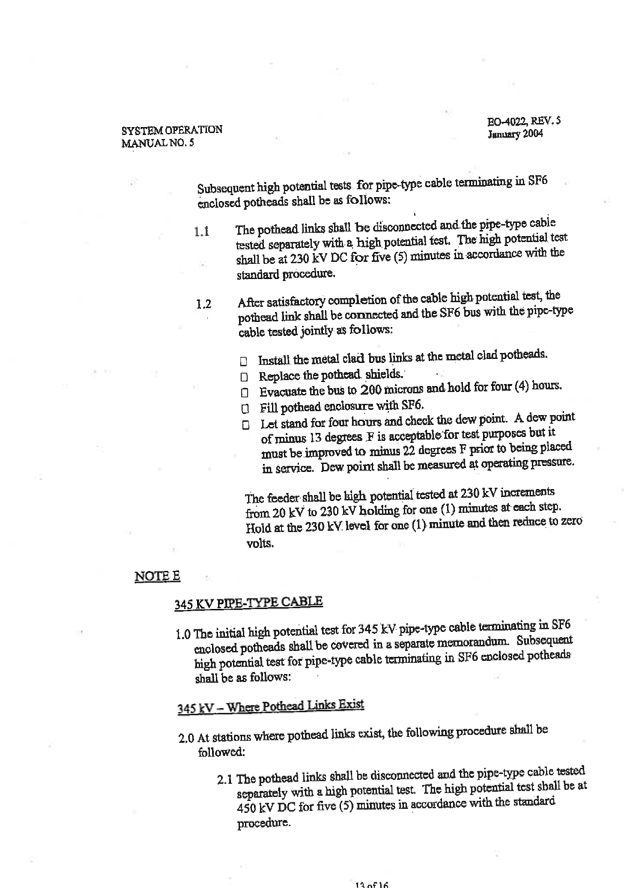 SYSTEM OPERATION
MANUAL NO. 5
EO-4022, REV. 5
January 2004
Subsequent high potential tests for pipe-type cable terminating in SF6
enclosed potheads shall be as follows:
1.1 The pothead links shall be disconnected and the pipe-type cable
tested separately with a high potential test. The high potential test
shall be at 230 kV DC for five (5) minutes in accordance with the
standard procedure.
1.2 After satisfactory completion of the cable high potential test, the
pothead link shall be connected and the SF6 bus with the pipe-type
cable tested jointly as follows:
☐ Install the metal clad bus links at the metal clad potheads.
☐ Replace the pothead shields.
☐ Evacuate the bus to 200 microns and hold for four (4) hours.
☐ Fill pothead enclosure with SF6.
☐ Let stand for four hours and check the dew point. A dew point
of minus 13 degrees F is acceptable for test purposes but it
must be improved to minus 22 degrees F prior to being placed
in service. Dew point shall be measured at operating pressure.
The feeder shall be high potential tested at 230 kV increments
from 20 kV to 230 kV holding for one (1) minutes at each step.
Hold at the 230 kV level for one (1) minute and then reduce to zero
volts.
NOTE E
345 KV PIPE-TYPE CABLE
1.0 The initial high potential test for 345 kV pipe-type cable terminating in SF6
enclosed potheads shall be covered in a separate memorandum. Subsequent
high potential test for pipe-type cable terminating in SF6 enclosed potheads
shall be as follows:
345 kV – Where Pothead Links Exist
2.0 At stations where pothead links exist, the following procedure shall be
followed:
2.1 The pothead links shall be disconnected and the pipe-type cable tested
separately with a high potential test. The high potential test shall be at
450 kV DC for five (5) minutes in accordance with the standard
procedure.
13 of 16